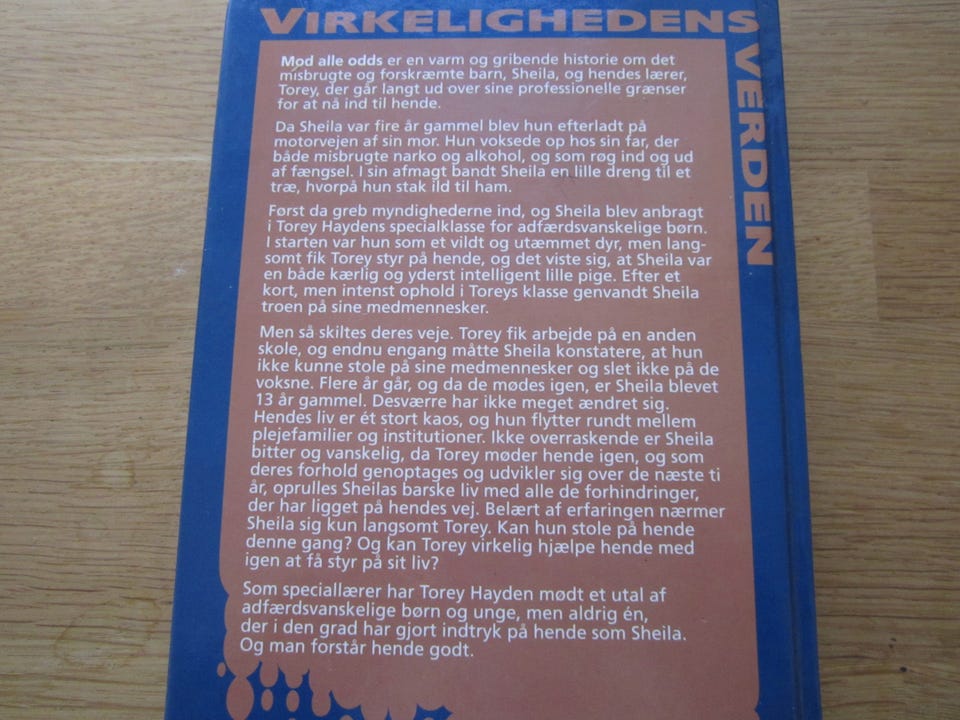 VIRKELIGHEDENS
VERDEN
Mod alle odds er en varm og gribende historie om det
misbrugte og forskræmte barn, Sheila, og hendes lærer,
Torey, der går langt ud over sine professionelle grænser
for at nå ind til hende.
Da Sheila var fire år gammel blev hun efterladt på
motorvejen af sin mor. Hun voksede op hos sin far, der
både misbrugte narko og alkohol, og som røg ind og ud
af fængsel. I sin afmagt bandt Sheila en lille dreng til et
træ, hvorpå hun stak ild til ham.
Først da greb myndighederne ind, og Sheila blev anbragt
i Torey Haydens specialklasse for adfærdsvanskelige børn.
I starten var hun som et vildt og utæmmet dyr, men lang-
somt fik Torey styr på hende, og det viste sig, at Sheila var
en både kærlig og yderst intelligent lille pige. Efter et
kort, men intenst ophold i Toreys klasse genvandt Sheila
troen på sine medmennesker.
Men så skiltes deres veje. Torey fik arbejde på en anden
skole, og endnu engang måtte Sheila konstatere, at hun
ikke kunne stole på sine medmennesker og slet ikke på de
voksne. Flere år går, og da de mødes igen, er Sheila blevet
13 år gammel. Desværre har ikke meget ændret sig.
Hendes liv er ét stort kaos, og hun flytter rundt mellem
plejefamilier og institutioner. Ikke overraskende er Sheila
bitter og vanskelig, da Torey møder hende igen, og som
deres forhold genoptages og udvikler sig over de næste ti
år, oprulles Sheilas barske liv med alle de forhindringer,
der har ligget på hendes vej. Belært af erfaringen nærmer
Sheila sig kun langsomt Torey. Kan hun stole på hende
denne gang? Og kan Torey virkelig hjælpe hende med
igen at få styr på sit liv?
Som speciallærer har Torey Hayden mødt et utal af
adfærdsvanskelige børn og unge, men aldrig én,
der i den grad har gjort indtryk på hende som Sheila.
Og man forstår hende godt.